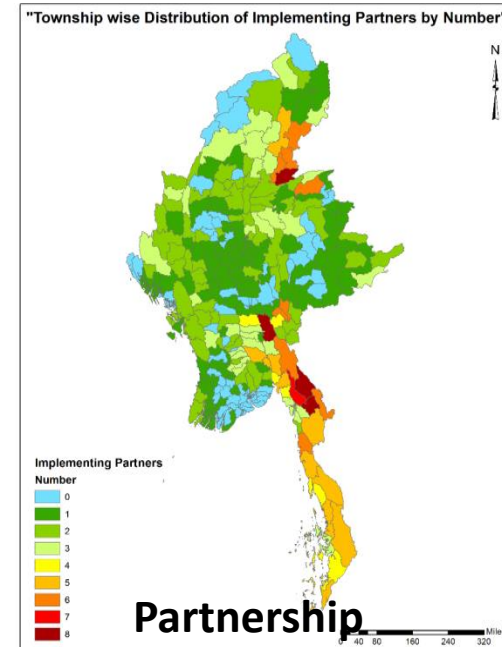 "Township wise Distribution of Implementing Partners by Number"
N
Implementing Partners
Number
0
1
2
3
4
5
6
7
8
Partnership
Miles
0 40 80 160 240 320